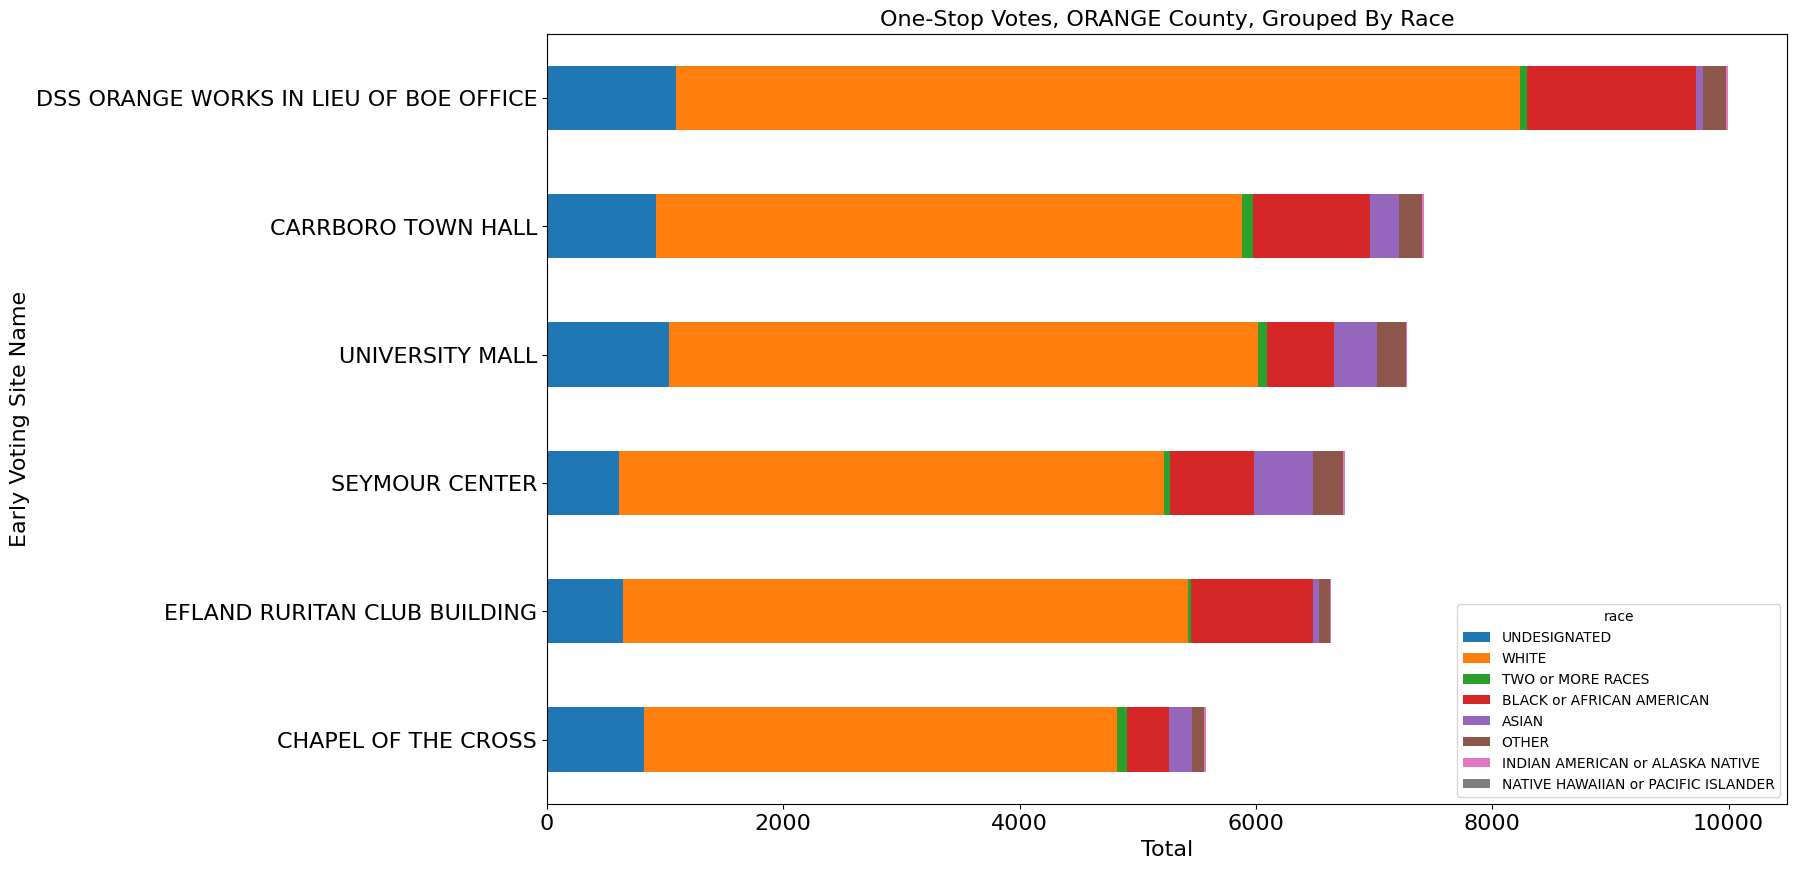 One-Stop Votes, ORANGE County, Grouped By Race
Early Voting Site Name
DSS ORANGE WORKS IN LIEU OF BOE OFFICE
CARRBORO TOWN HALL
UNIVERSITY MALL
SEYMOUR CENTER
EFLAND RURITAN CLUB BUILDING
CHAPEL OF THE CROSS
race
UNDESIGNATED
WHITE
TWO or MORE RACES
BLACK or AFRICAN AMERICAN
ASIAN
OTHER
INDIAN AMERICAN or ALASKA NATIVE
NATIVE HAWAIIAN or PACIFIC ISLANDER
0 2000 4000 6000 8000 10000
Total